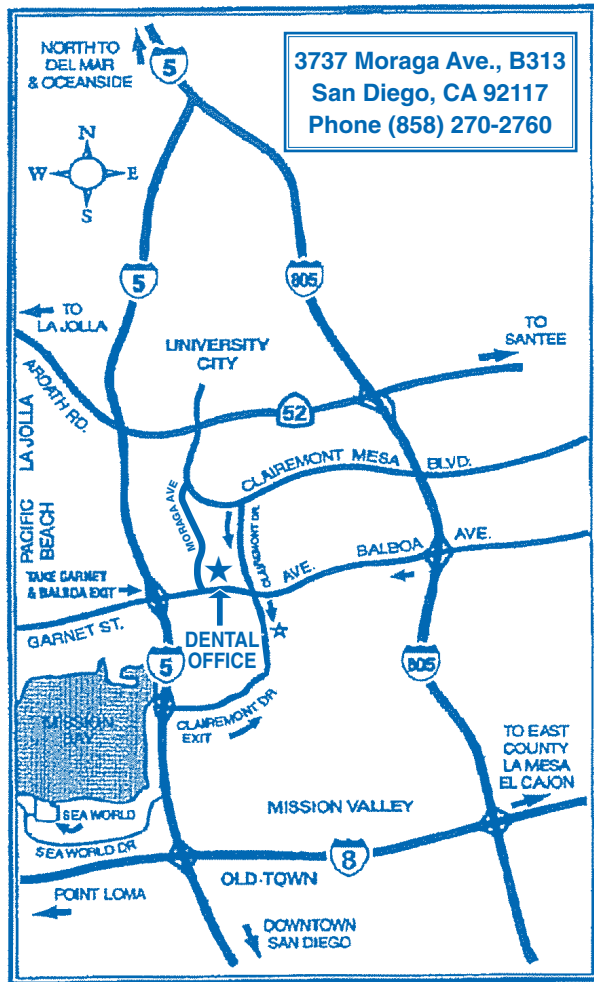 NORTH TO
DEL MAR
& OCEANSIDE
5
3737 Moraga Ave., B313
San Diego, CA 92117
Phone (858) 270-2760
N
W
E
S
5
805
TO
LA JOLLA
UNIVERSITY
CITY
TO
SANTEE
ARDATH RD.
52
LA JOLLA
CLAIREMONT MESA BLVD.
MORAGA AVE
CLAIREMONT DR.
PACIFIC
BEACH
BALBOA AVE.
AVE.
TAKE GARNET
& BALBOA EXIT
GARNET ST.
DENTAL
OFFICE
5
805
CLAIREMONT DR
EXIT
MISSION
BAY
TO EAST
COUNTY
LA MESA
EL CAJON
SEA WORLD
MISSION VALLEY
SEA WORLD DR
8
OLD-TOWN
POINT LOMA
DOWNTOWN
SAN DIEGO